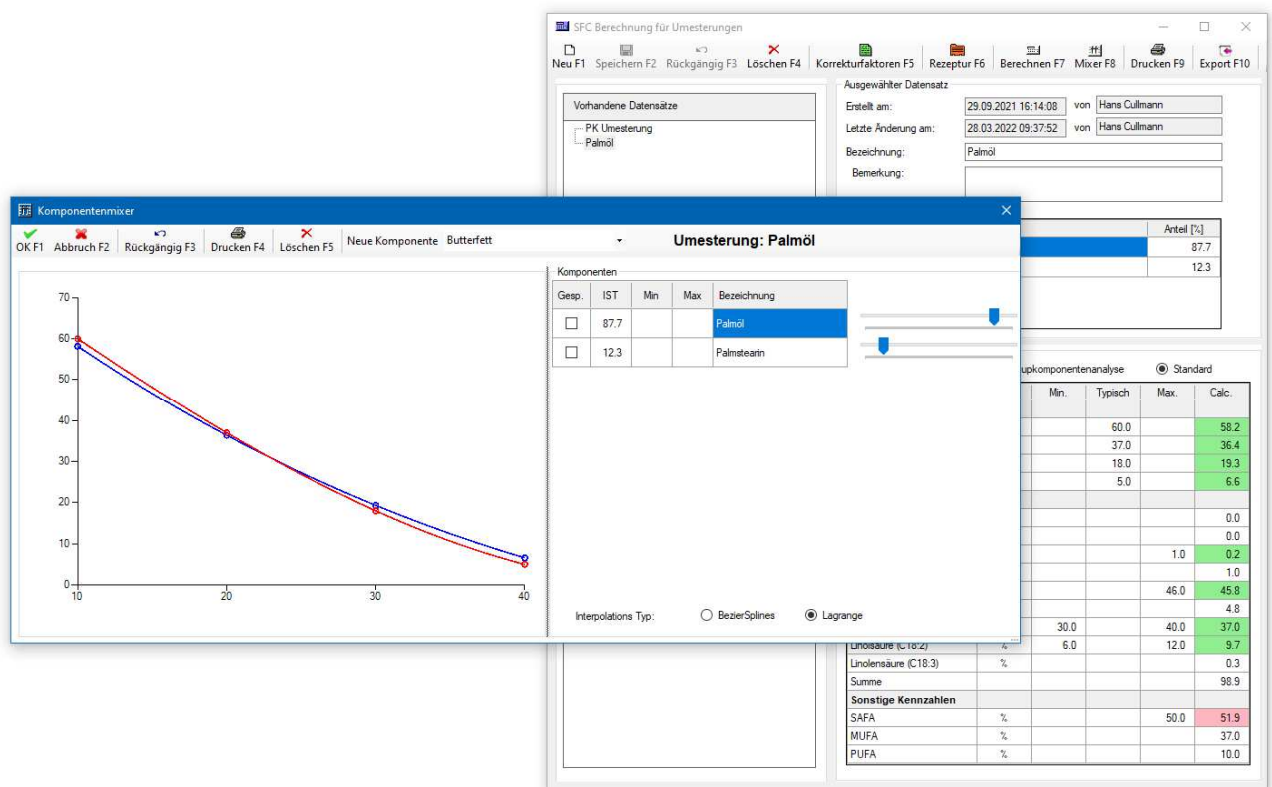 SFC Berechnung für Umesterungen
Neu F1 Speichern F2 Rückgängig F3 Löschen F4 Korrekturfaktoren F5 Rezeptur F6 Berechnen F7 Mixer F8 Drucken F9 Export F10
Vorhandene Datensätze
PK Umesterung
Palmöl
Ausgewählter Datensatz
Erstellt am: 29.09.2021 16:14:08 von Hans Cullmann
Letzte Änderung am: 28.03.2022 09:37:52 von Hans Cullmann
Bezeichnung: Palmöl
Bemerkung:
Anteil [%]
87.7
12.3
Komponentenmixer
OK F1 Abbruch F2 Rückgängig F3 Drucken F4 Löschen F5 Neue Komponente Butterfett Umesterung: Palmöl
70
60
50
40
30
20
10
0
10 20 30 40
Komponenten
Gesp. IST Min Max Bezeichnung
87.7 Palmöl
12.3 Palmstearin
Interpolations Typ: BezierSplines Lagrange
upkomponentenanalyse Standard
Min. Typisch Max. Calc.
60.0 58.2
37.0 36.4
18.0 19.3
5.0 6.6
0.0
0.0
1.0 0.2
1.0
46.0 45.8
4.8
30.0 40.0 37.0
Linolsäure (C18:2) % 6.0 12.0 9.7
Linolensäure (C18:3) % 0.3
Summe 98.9
Sonstige Kennzahlen
SAFA % 50.0 51.9
MUFA % 37.0
PUFA % 10.0